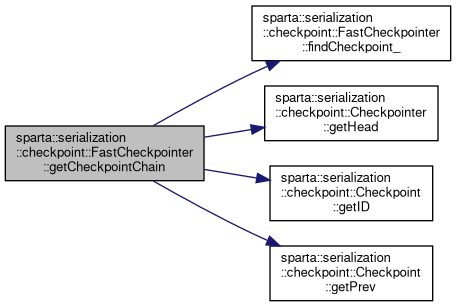 sparta::serialization
::checkpoint::FastCheckpointer
::getCheckpointChain
sparta::serialization
::checkpoint::FastCheckpointer
::findCheckpoint_
sparta::serialization
::checkpoint::Checkpointer
::getHead
sparta::serialization
::checkpoint::Checkpoint
::getID
sparta::serialization
::checkpoint::Checkpoint
::getPrev